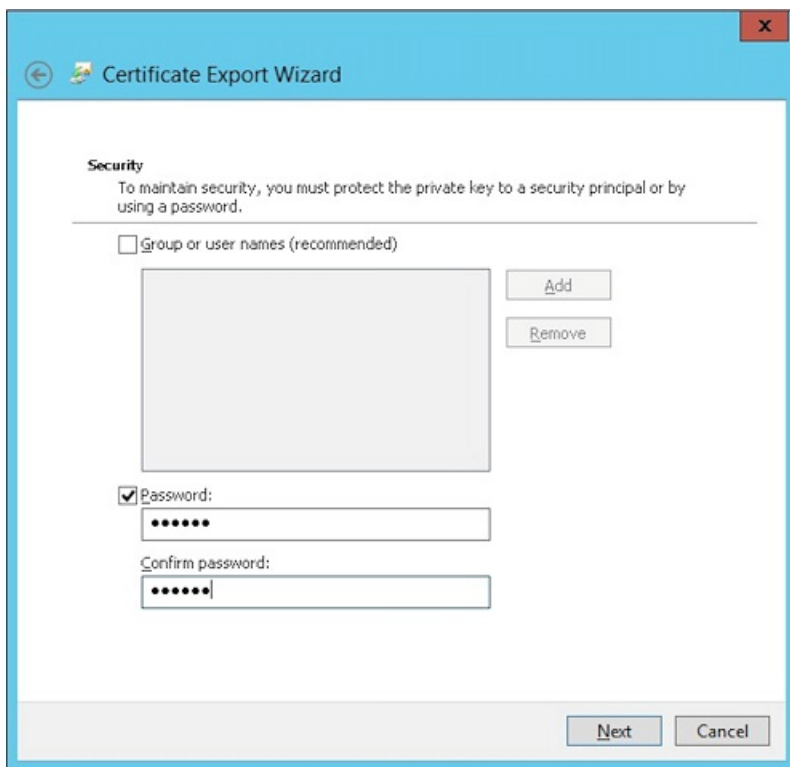 x
Certificate Export Wizard
Security
To maintain security, you must protect the private key to a security principal or by
using a password.
Group or user names (recommended)
Add
Remove
Password:
••••••
Confirm password:
••••••
Next
Cancel